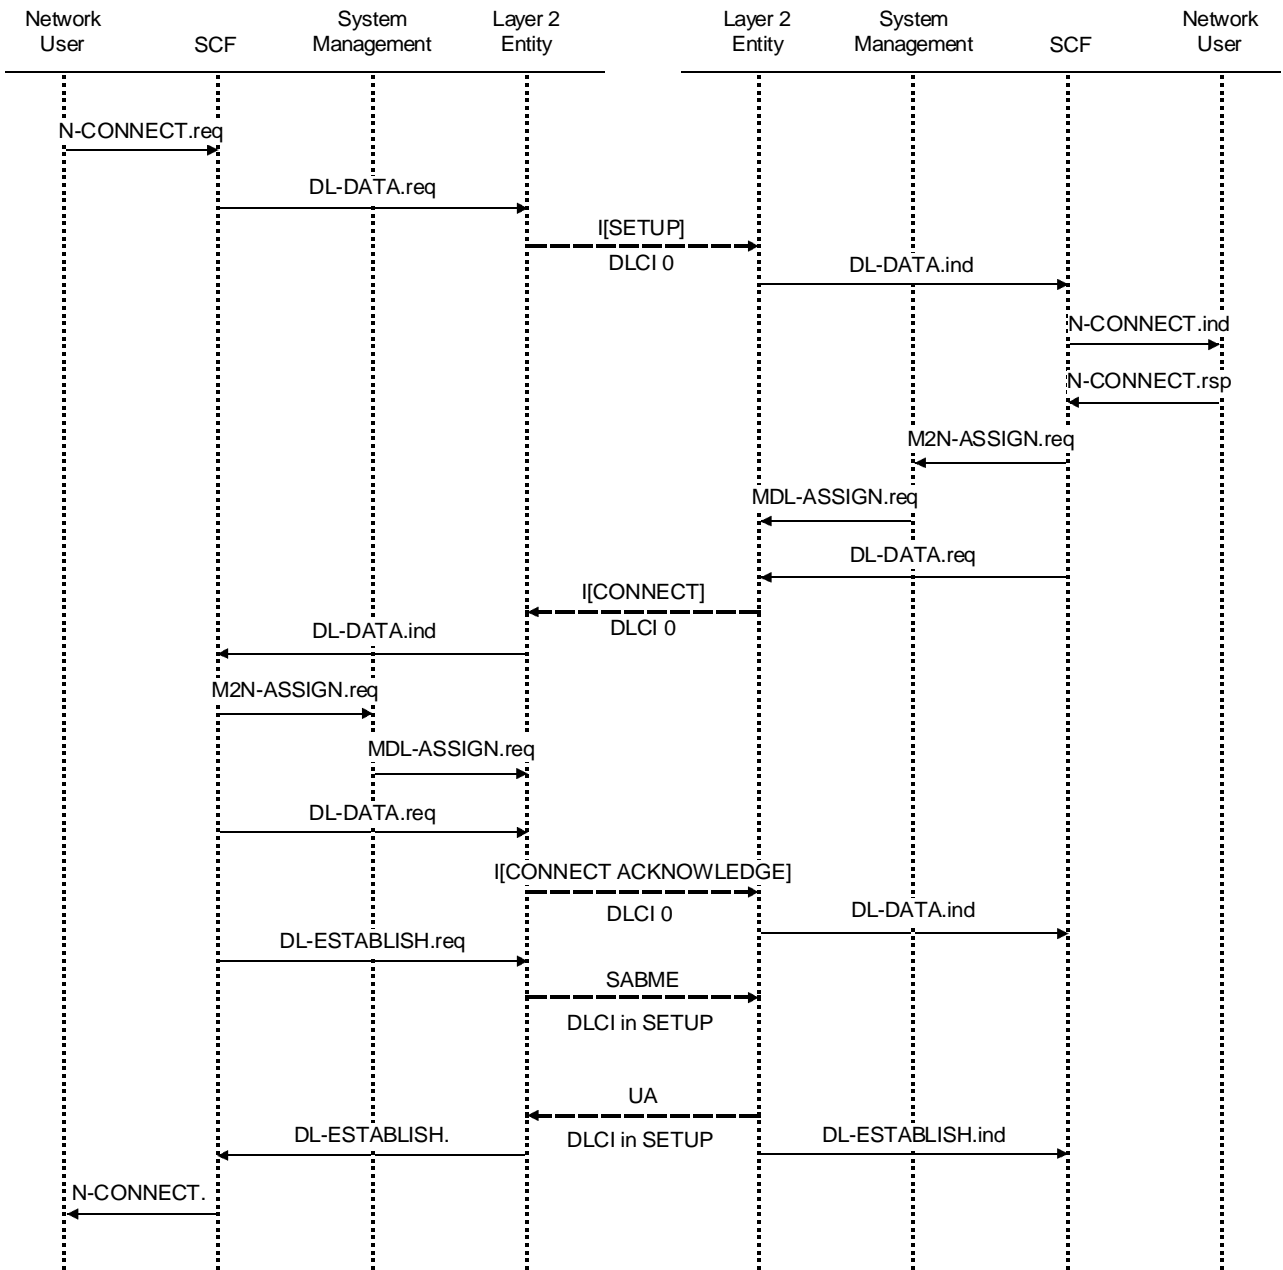 Network
User
SCF
System
Management
Layer 2
Entity
Layer 2
Entity
System
Management
SCF
Network
User
N-CONNECT.req
DL-DATA.req
I[SETUP]
DLCI 0
DL-DATA.ind
N-CONNECT.ind
N-CONNECT.rsp
M2N-ASSIGN.req
MDL-ASSIGN.req
DL-DATA.req
I[CONNECT]
DLCI 0
DL-DATA.ind
M2N-ASSIGN.req
MDL-ASSIGN.req
DL-DATA.req
I[CONNECT ACKNOWLEDGE]
DLCI 0
DL-DATA.ind
DL-ESTABLISH.req
SABME
DLCI in SETUP
UA
DLCI in SETUP
DL-ESTABLISH.
DL-ESTABLISH.ind
N-CONNECT.